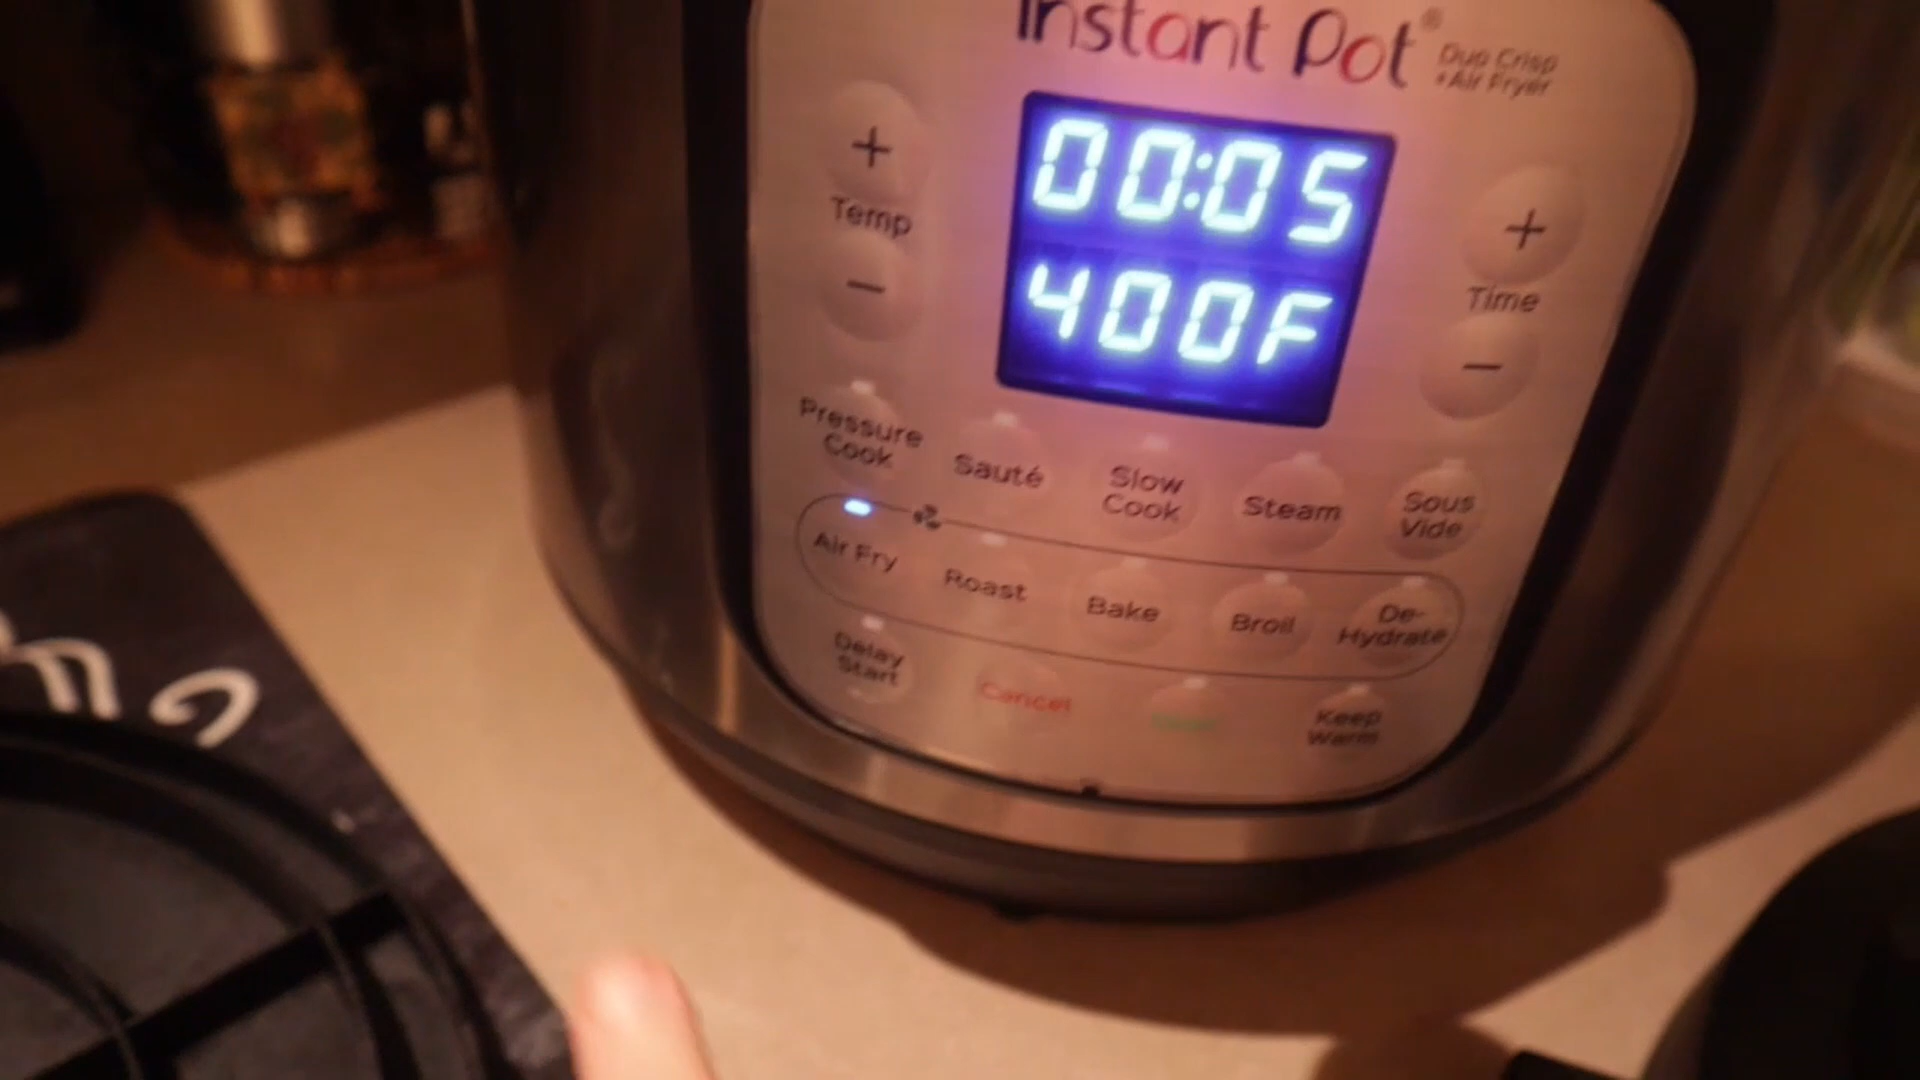 Instant Pot®
Duo Crisp
+Air Fryer
00:05
400F
+
Temp
−
+
Time
−
Pressure
Cook
Sauté
Slow
Cook
Steam
Sous
Vide
Air Fry
Roast
Bake
Broil
De-
Hydrate
Delay
Start
Cancel
Keep
Warm